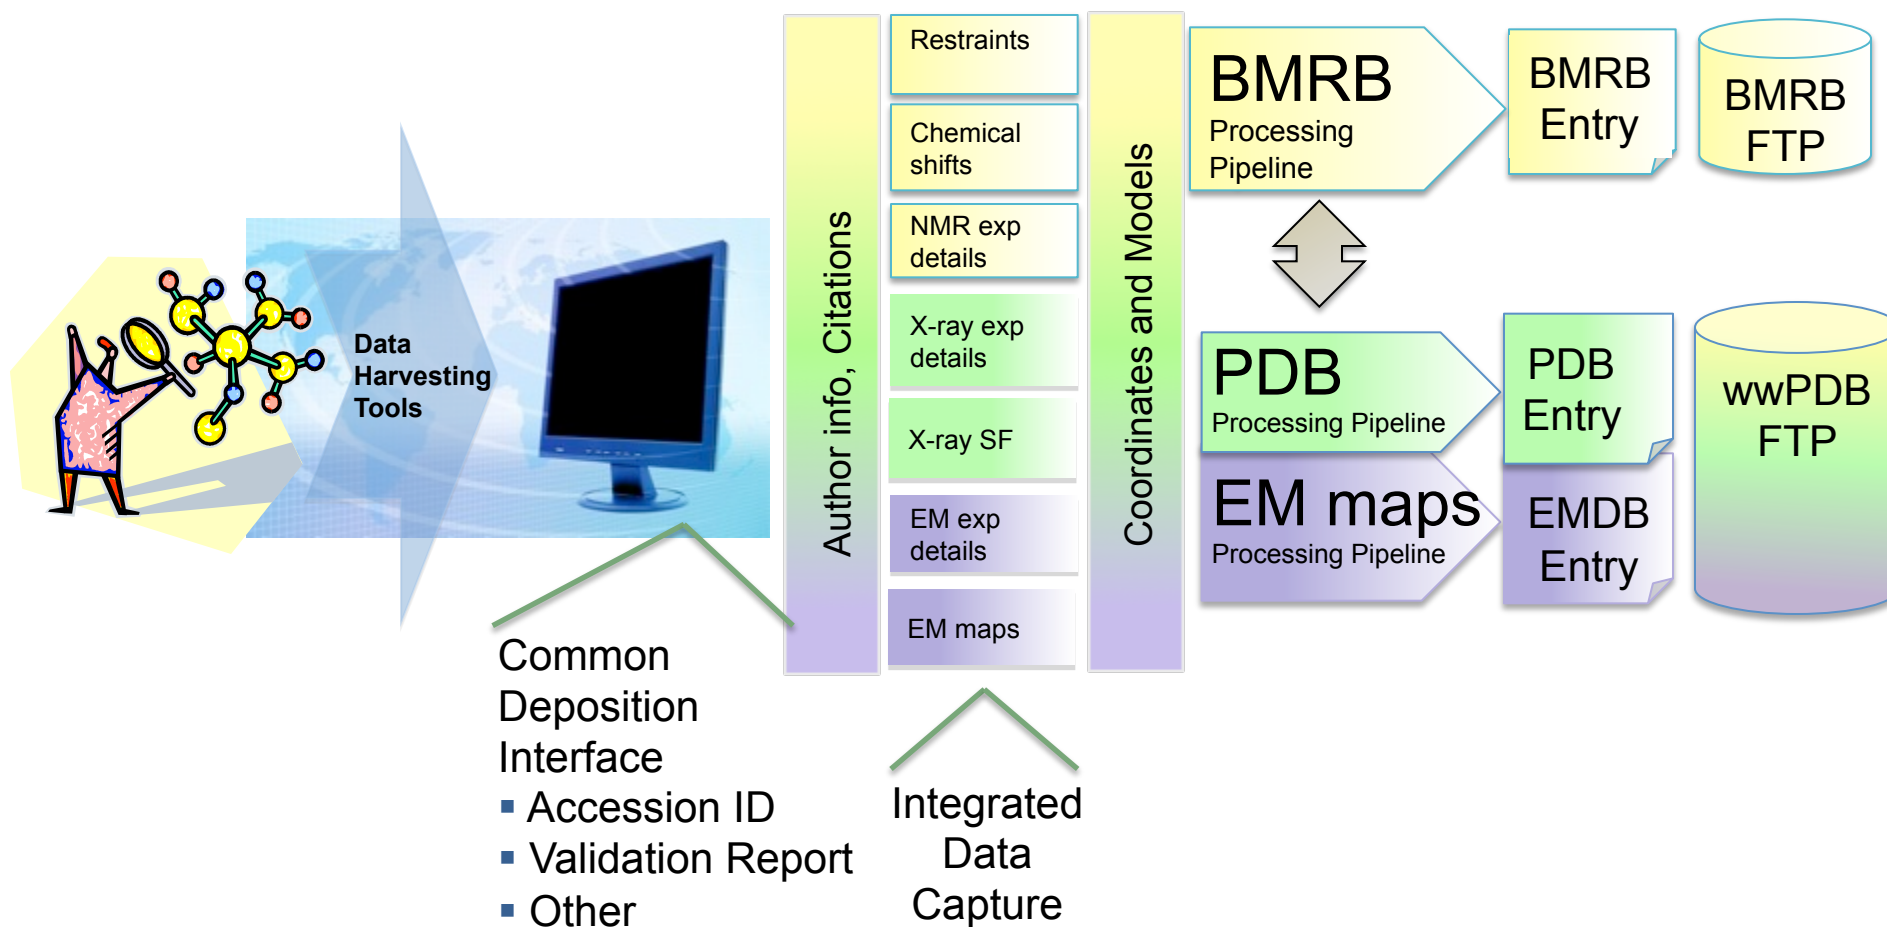 Data
Harvesting
Tools
Common
Deposition
Interface
▪ Accession ID
▪ Validation Report
▪ Other
Author info, Citations
Restraints
Chemical
shifts
NMR exp
details
X-ray exp
details
X-ray SF
EM exp
details
EM maps
Integrated
Data
Capture
Coordinates and Models
BMRB
Processing
Pipeline
BMRB
Entry
BMRB
FTP
PDB
Processing Pipeline
PDB
Entry
EM maps
Processing Pipeline
EMDB
Entry
wwPDB
FTP